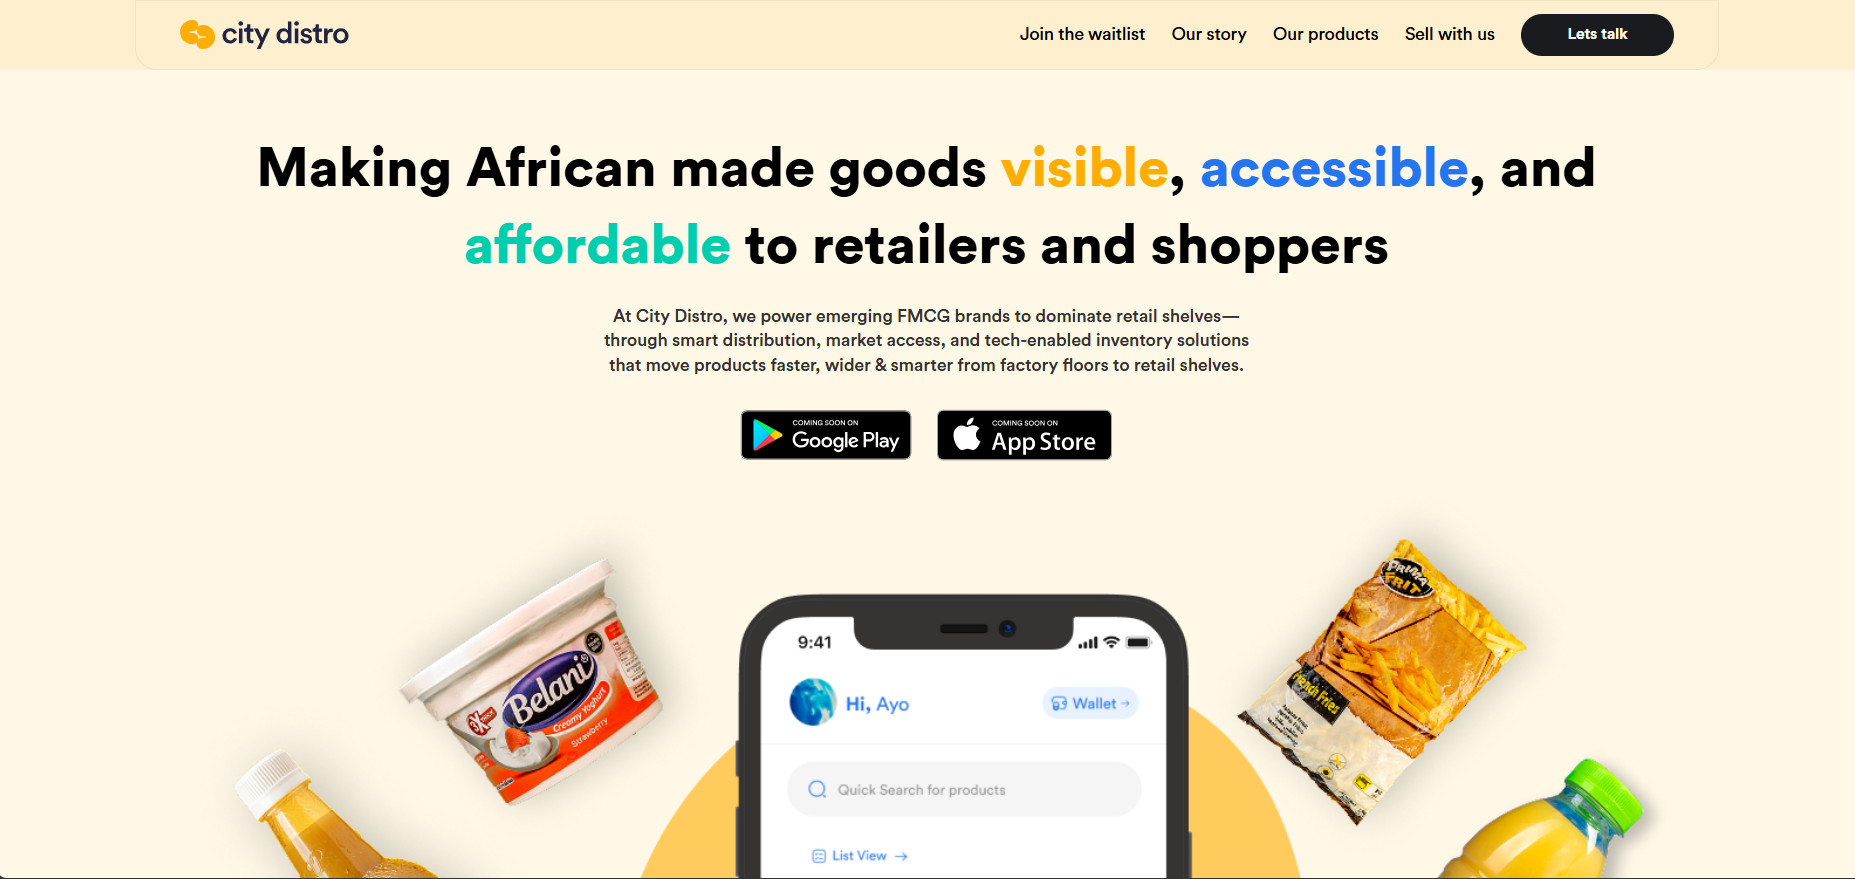 city distro
Join the waitlist
Our story
Our products
Sell with us
Lets talk
Making African made goods visible, accessible, and
affordable to retailers and shoppers
At City Distro, we power emerging FMCG brands to dominate retail shelves—
through smart distribution, market access, and tech-enabled inventory solutions
that move products faster, wider & smarter from factory floors to retail shelves.
COMING SOON ON
Google Play
COMING SOON ON
App Store
Belani
Creamy Yoghurt
Strawberry
9:41
Hi, Ayo
Wallet →
Quick Search for products
List View →
PRIMA
FRIT
French Fries